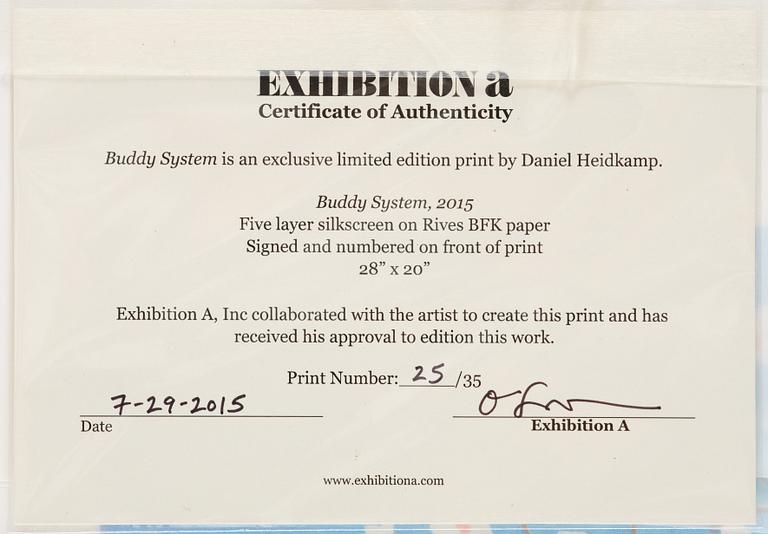 EXHIBITION a
Certificate of Authenticity
Buddy System is an exclusive limited edition print by Daniel Heidkamp.
Buddy System, 2015
Five layer silkscreen on Rives BFK paper
Signed and numbered on front of print
28” x 20”
Exhibition A, Inc collaborated with the artist to create this print and has
received his approval to edition this work.
Print Number: 25 /35
7-29-2015
Date
Exhibition A
www.exhibitiona.com